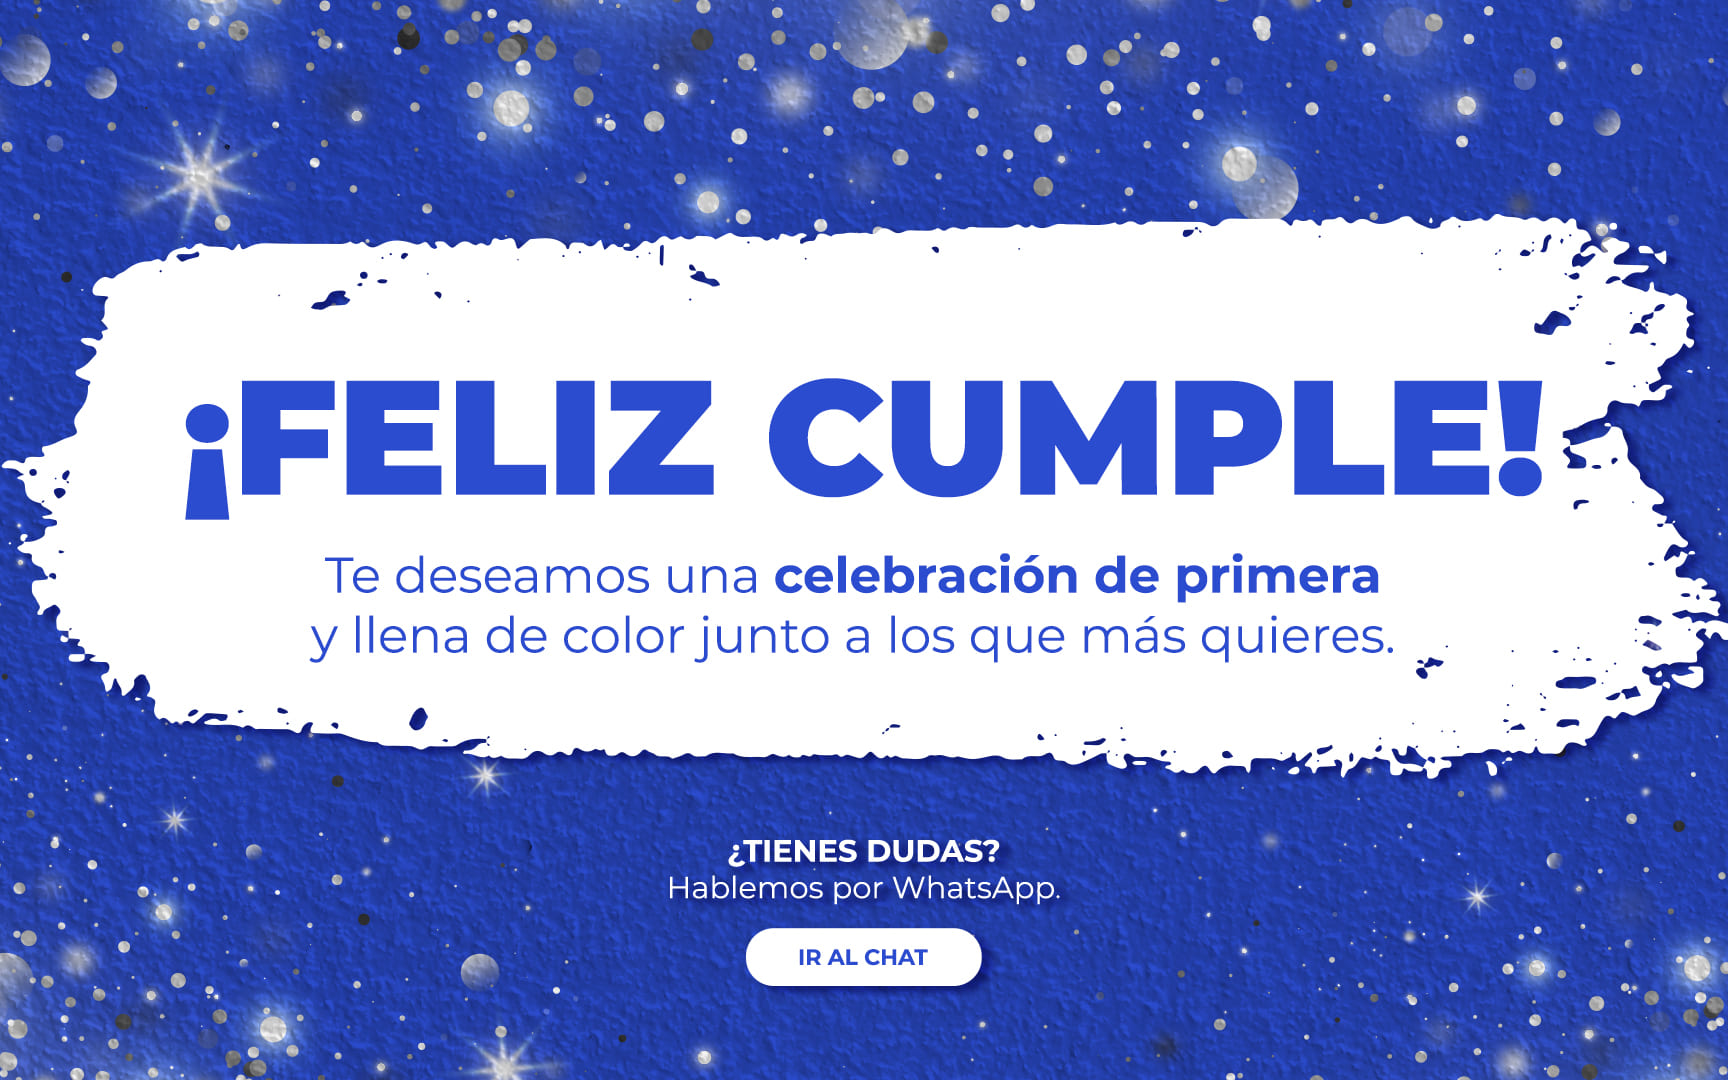 ¡FELIZ CUMPLE!
Te deseamos una celebración de primera
y llena de color junto a los que más quieres.
¿TIENES DUDAS?
Hablemos por WhatsApp.
IR AL CHAT